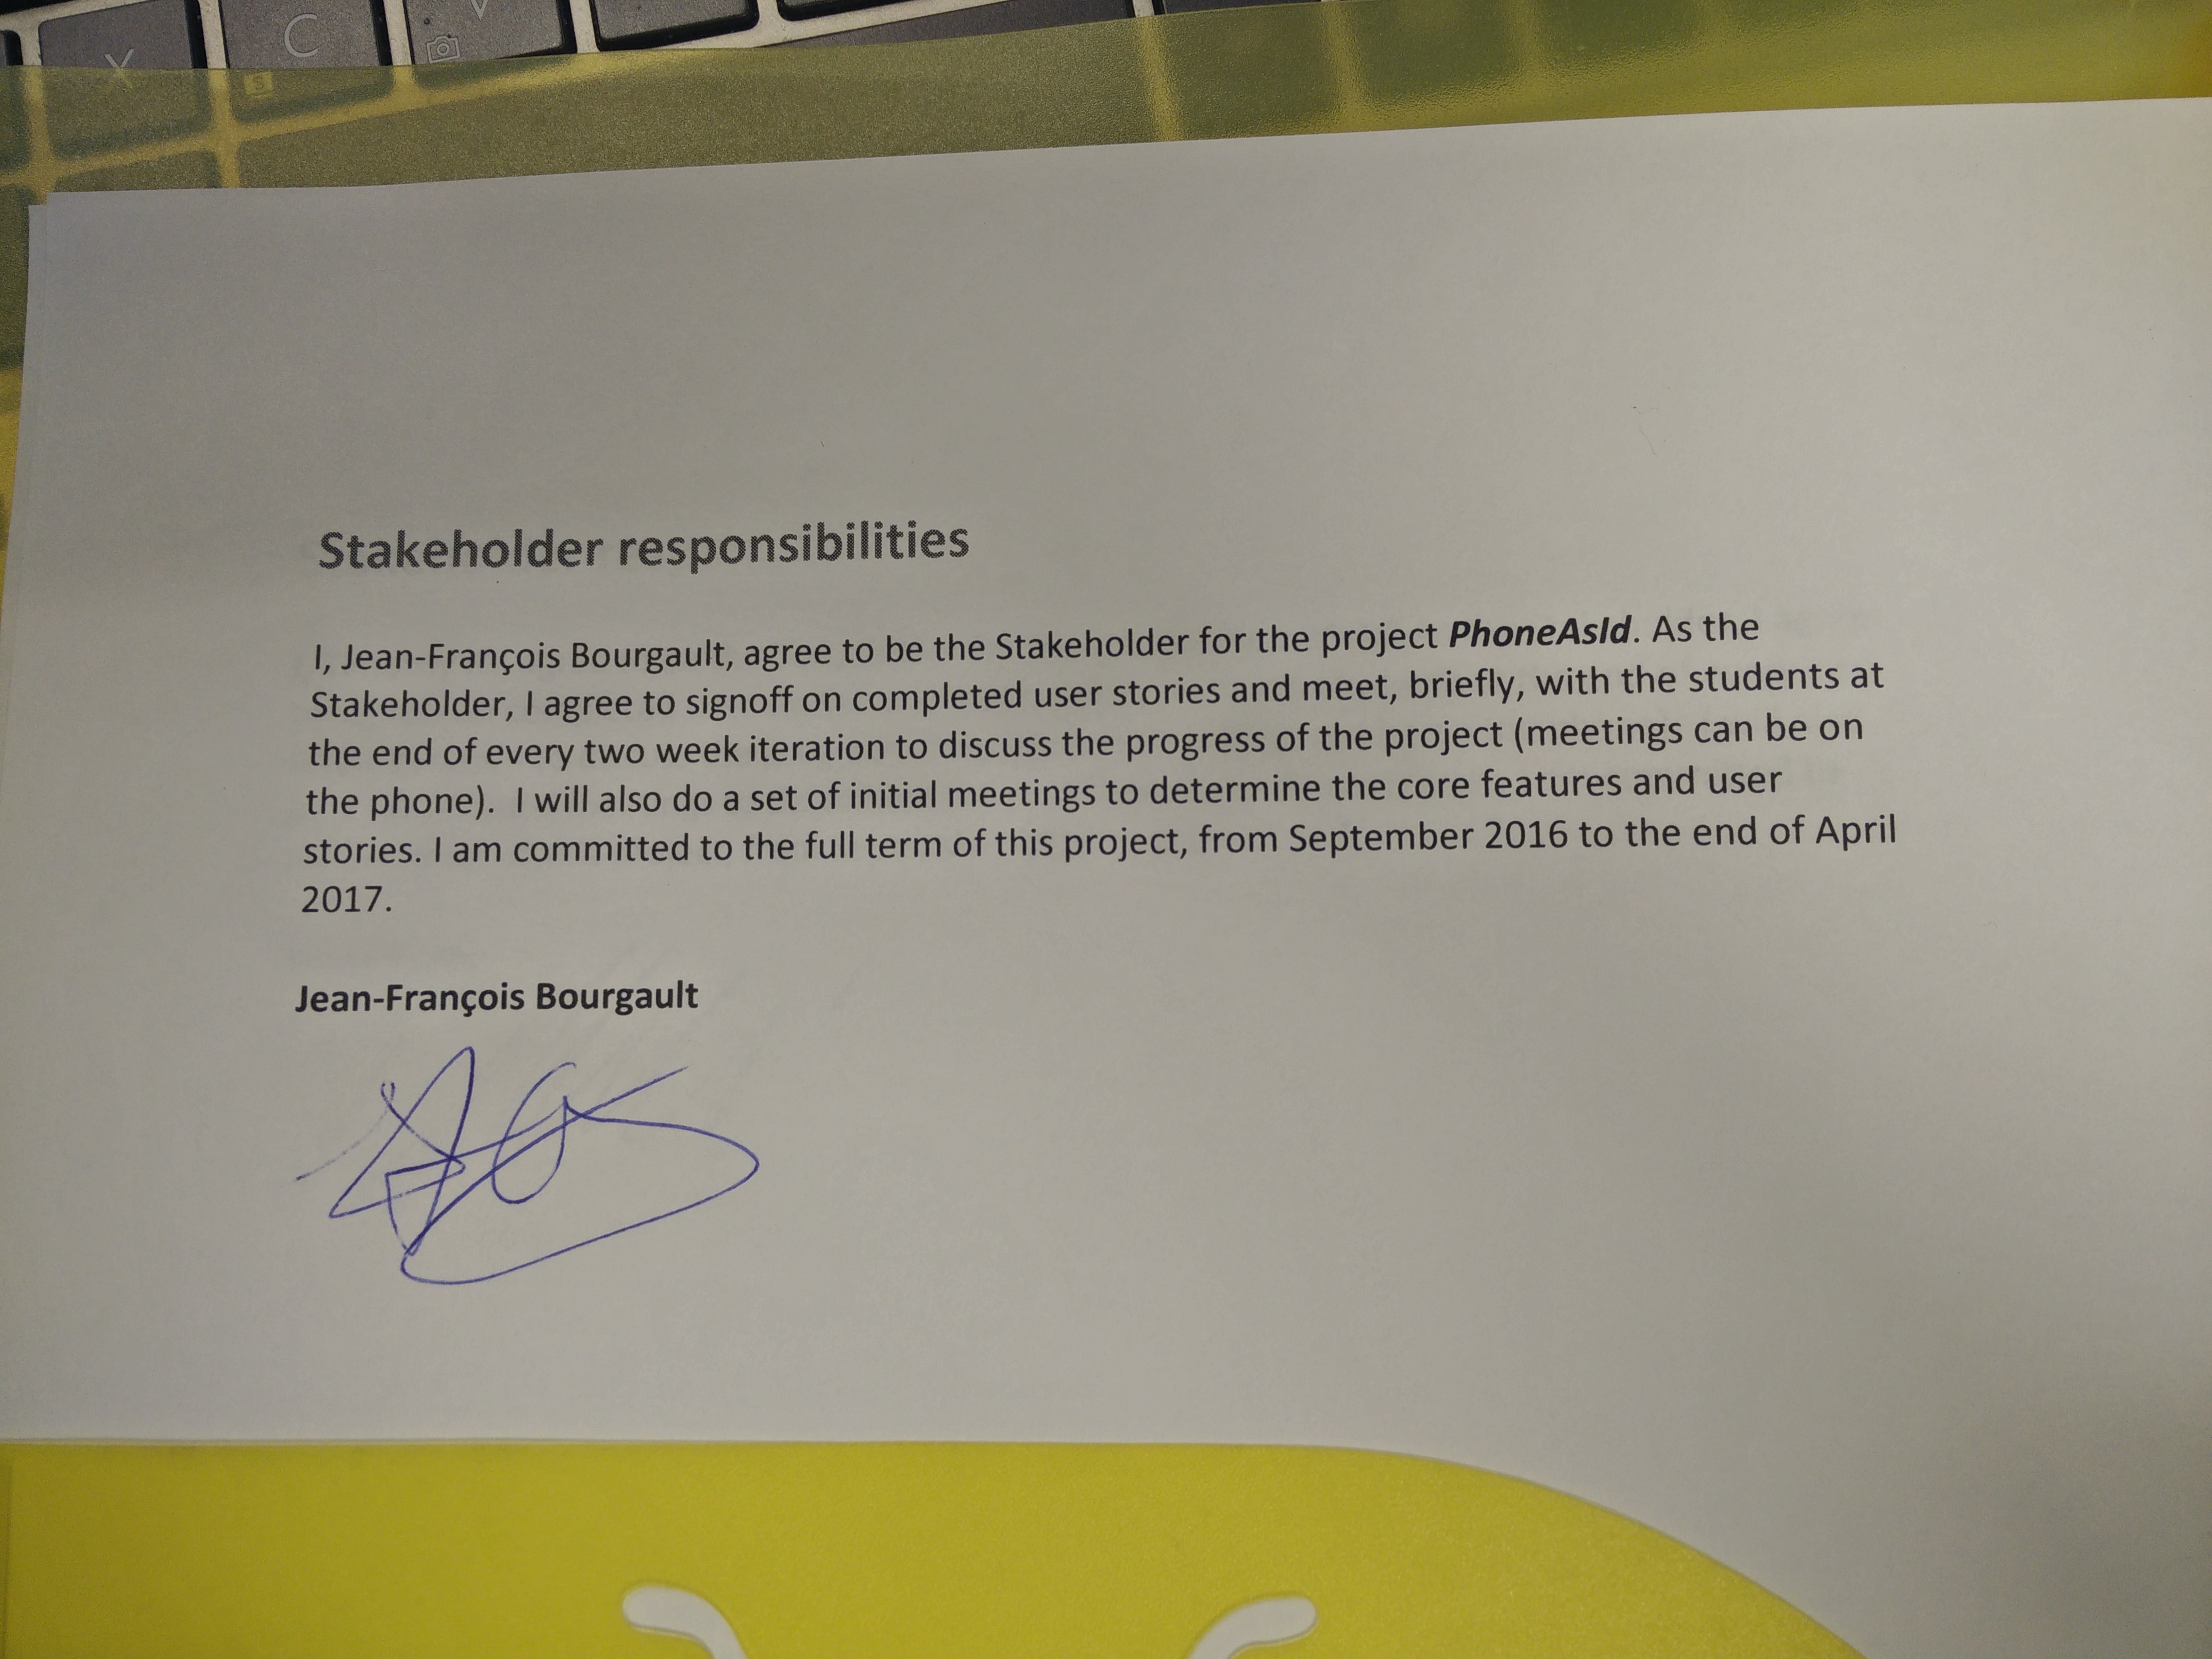 X
C
V
S
Stakeholder responsibilities
I, Jean-François Bourgault, agree to be the Stakeholder for the project PhoneAsId. As the
Stakeholder, I agree to signoff on completed user stories and meet, briefly, with the students at
the end of every two week iteration to discuss the progress of the project (meetings can be on
the phone).  I will also do a set of initial meetings to determine the core features and user
stories. I am committed to the full term of this project, from September 2016 to the end of April
2017.
Jean-François Bourgault